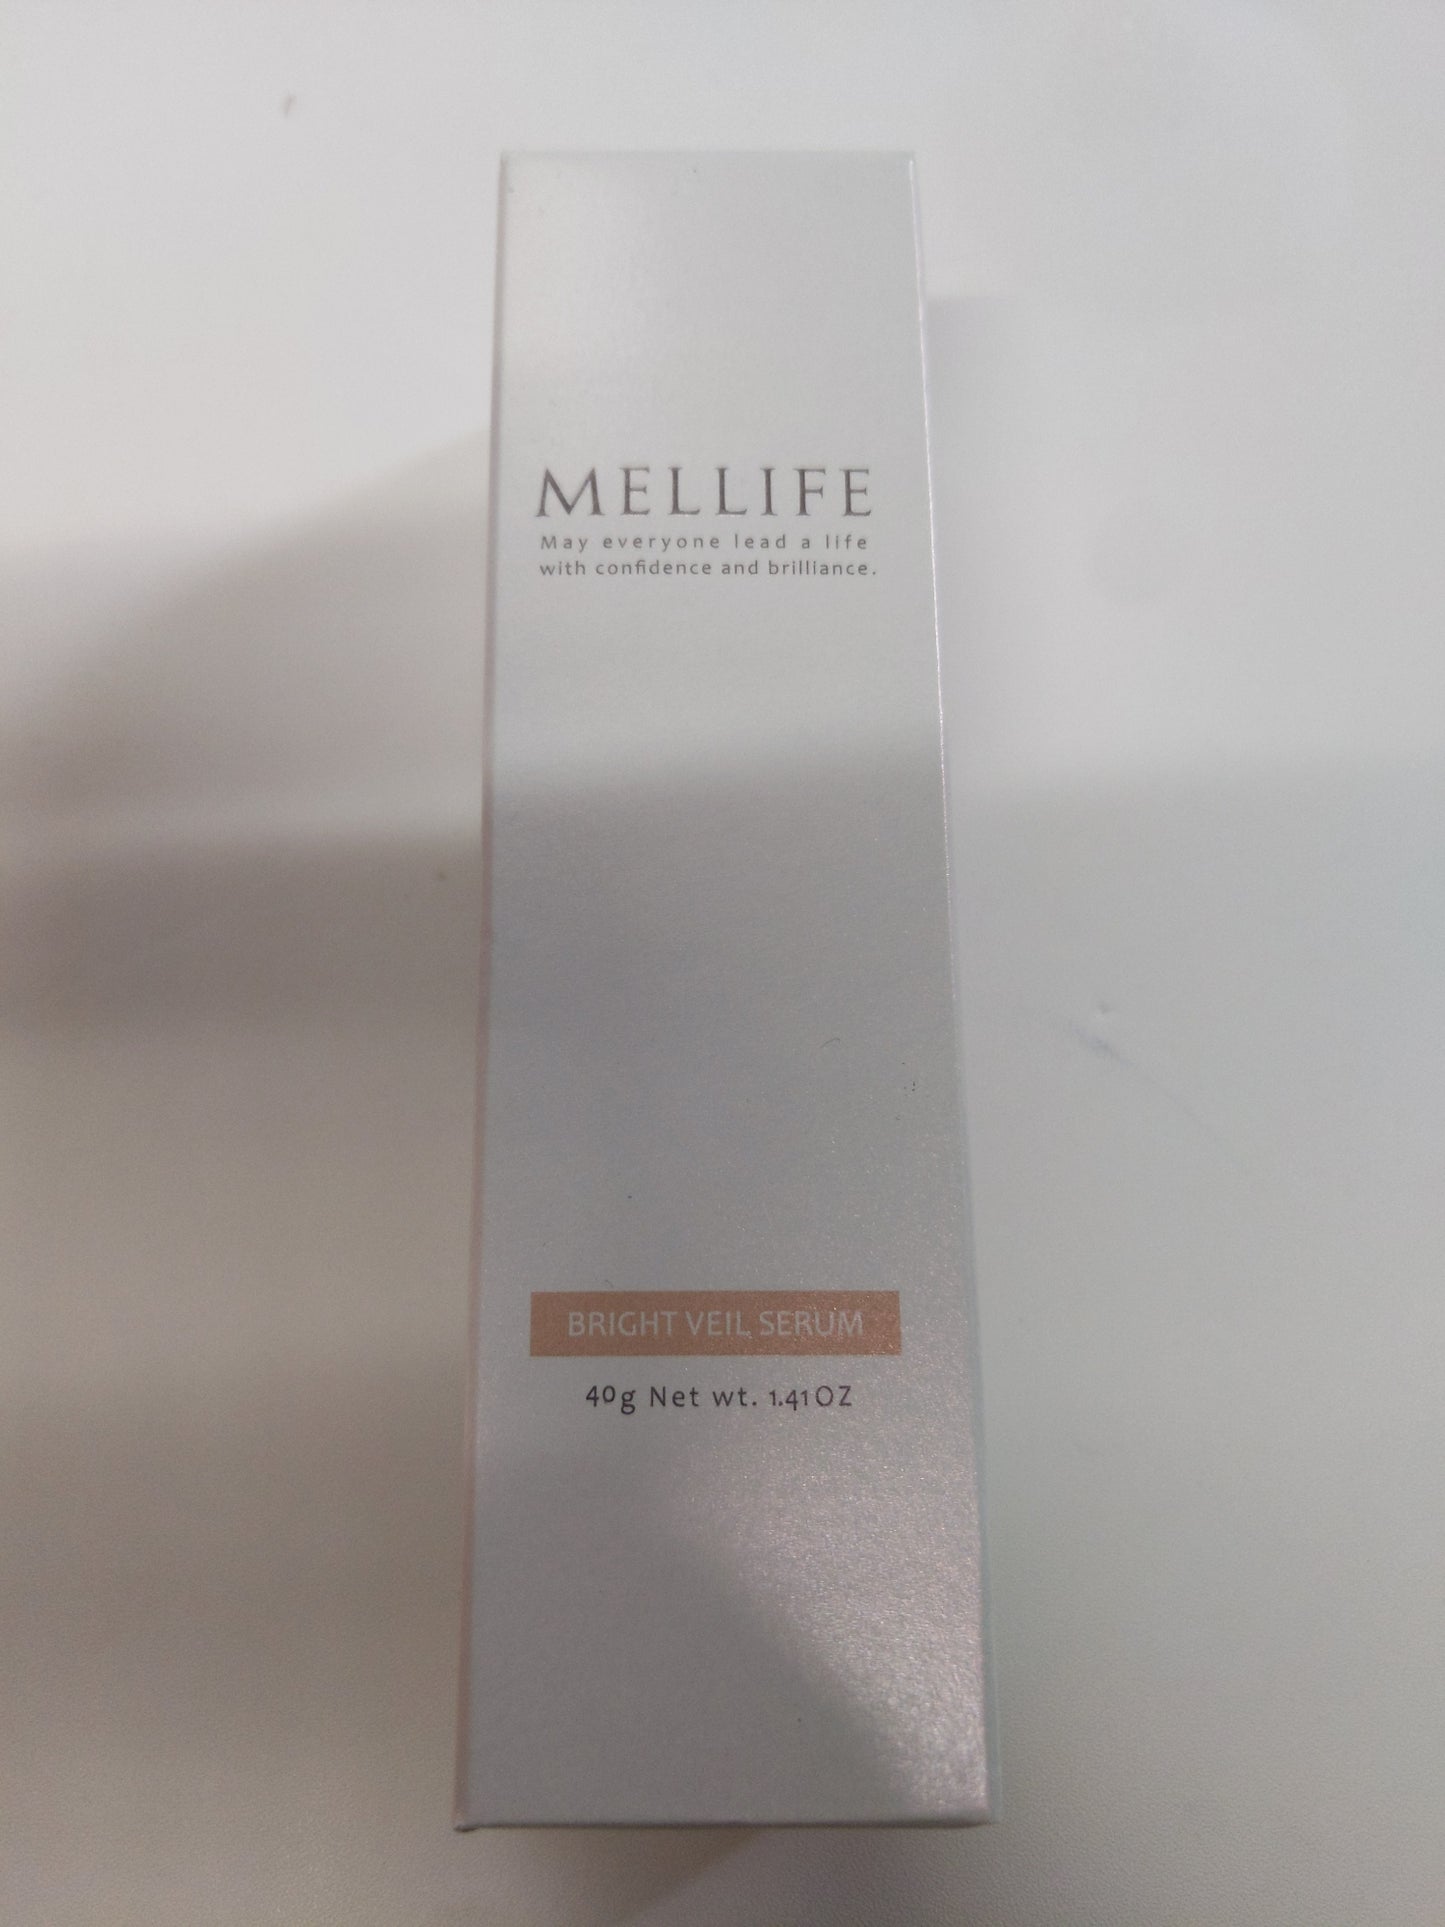 MELLIFE
May everyone lead a life
with confidence and brilliance.
BRIGHT VEIL SERUM
40g Net wt. 1.41OZ